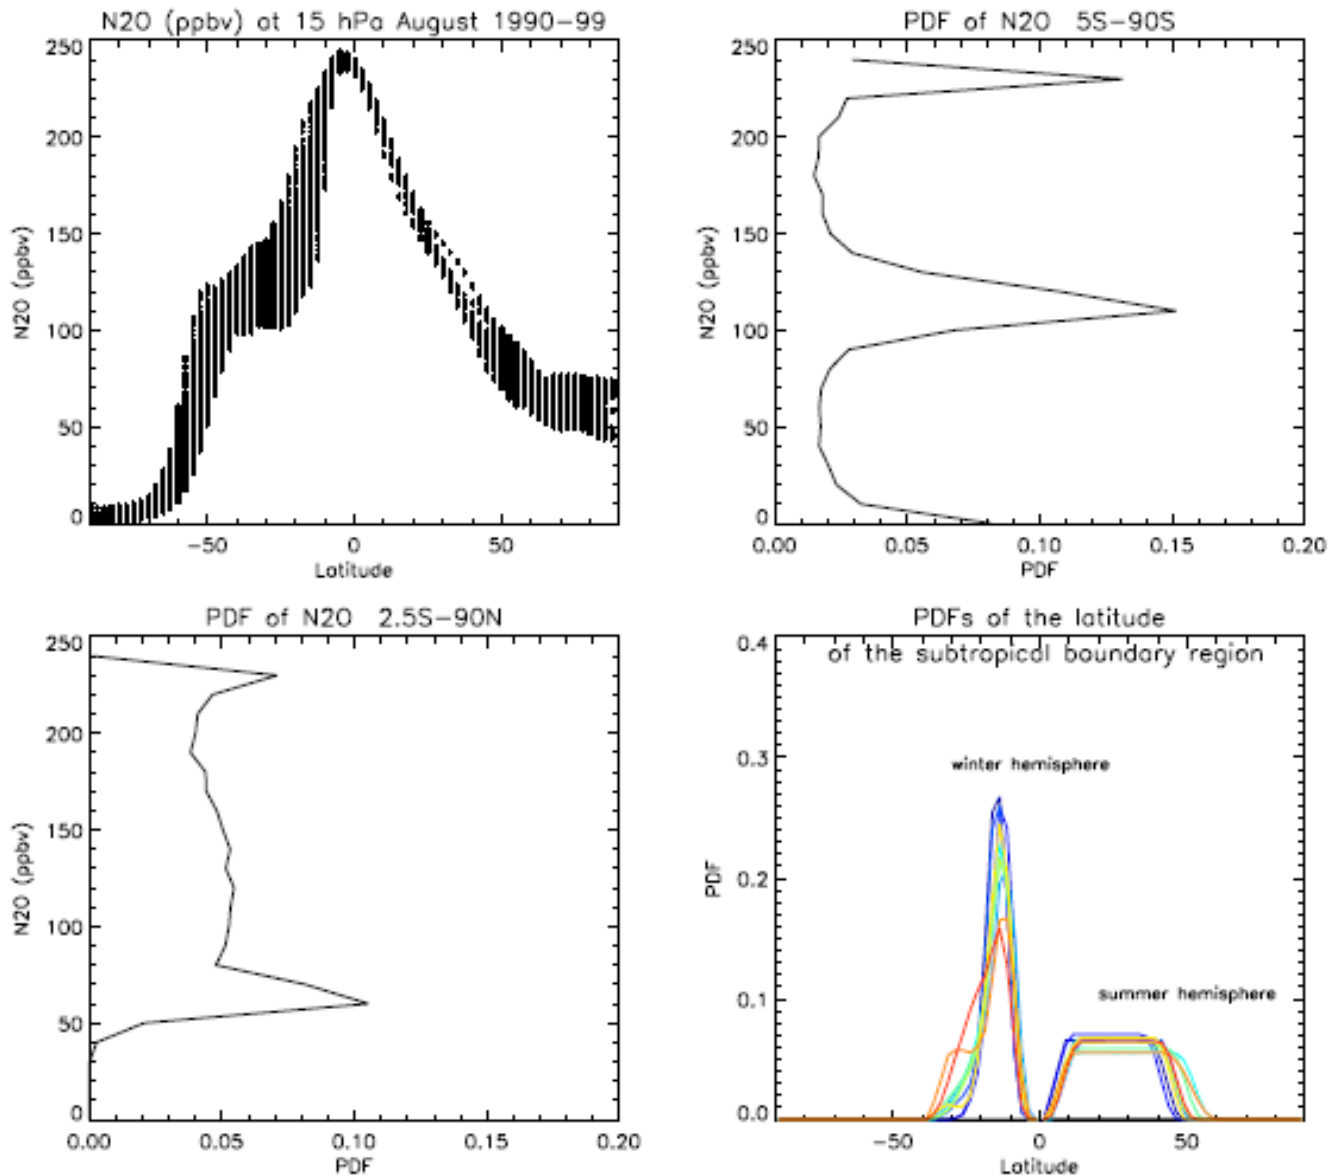 N2O (ppbv) at 15 hPa August 1990-99
250
200
150
100
50
0
N2O (ppbv)
-50
0
50
Latitude
PDF of N2O 5S-90S
250
200
150
100
50
0
N2O (ppbv)
0.00
0.05
0.10
0.15
0.20
PDF
PDF of N2O 2.5S-90N
250
200
150
100
50
0
N2O (ppbv)
0.00
0.05
0.10
0.15
0.20
PDF
PDFs of the latitude
of the subtropical boundary region
0.4
0.3
0.2
0.1
0.0
PDF
winter hemisphere
summer hemisphere
-50
0
50
Latitude